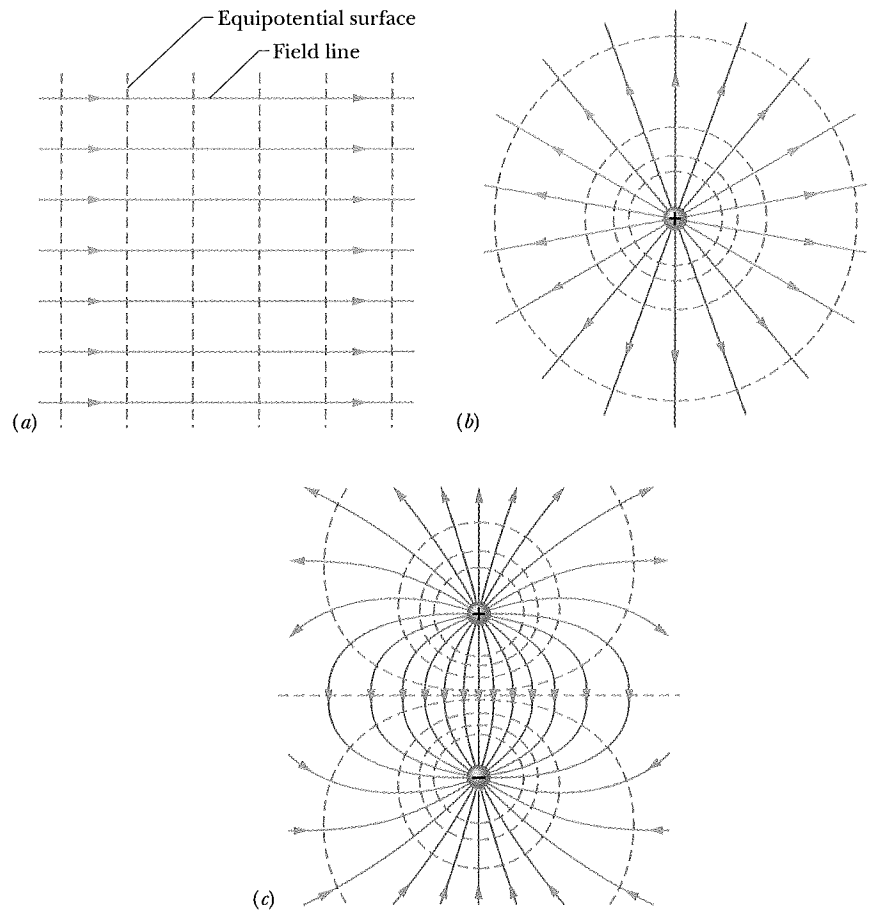 Equipotential surface
Field line
(a)
(b)
+
+
−
(c)